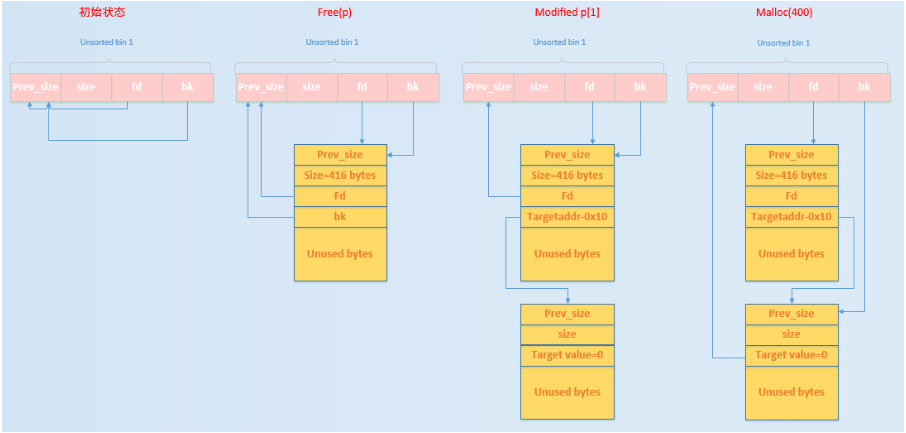 初始状态
Unsorted bin 1
Prev_size size fd bk
Free(p)
Unsorted bin 1
Prev_size size fd bk
Prev_size
Size=416 bytes
Fd
bk
Unused bytes
Modified p[1]
Unsorted bin 1
Prev_size size fd bk
Prev_size
Size=416 bytes
Fd
Targetaddr-0x10
Unused bytes
Prev_size
size
Target value=0
Unused bytes
Malloc(400)
Unsorted bin 1
Prev_size size fd bk
Prev_size
Size=416 bytes
Fd
Targetaddr-0x10
Unused bytes
Prev_size
size
Target value=0
Unused bytes